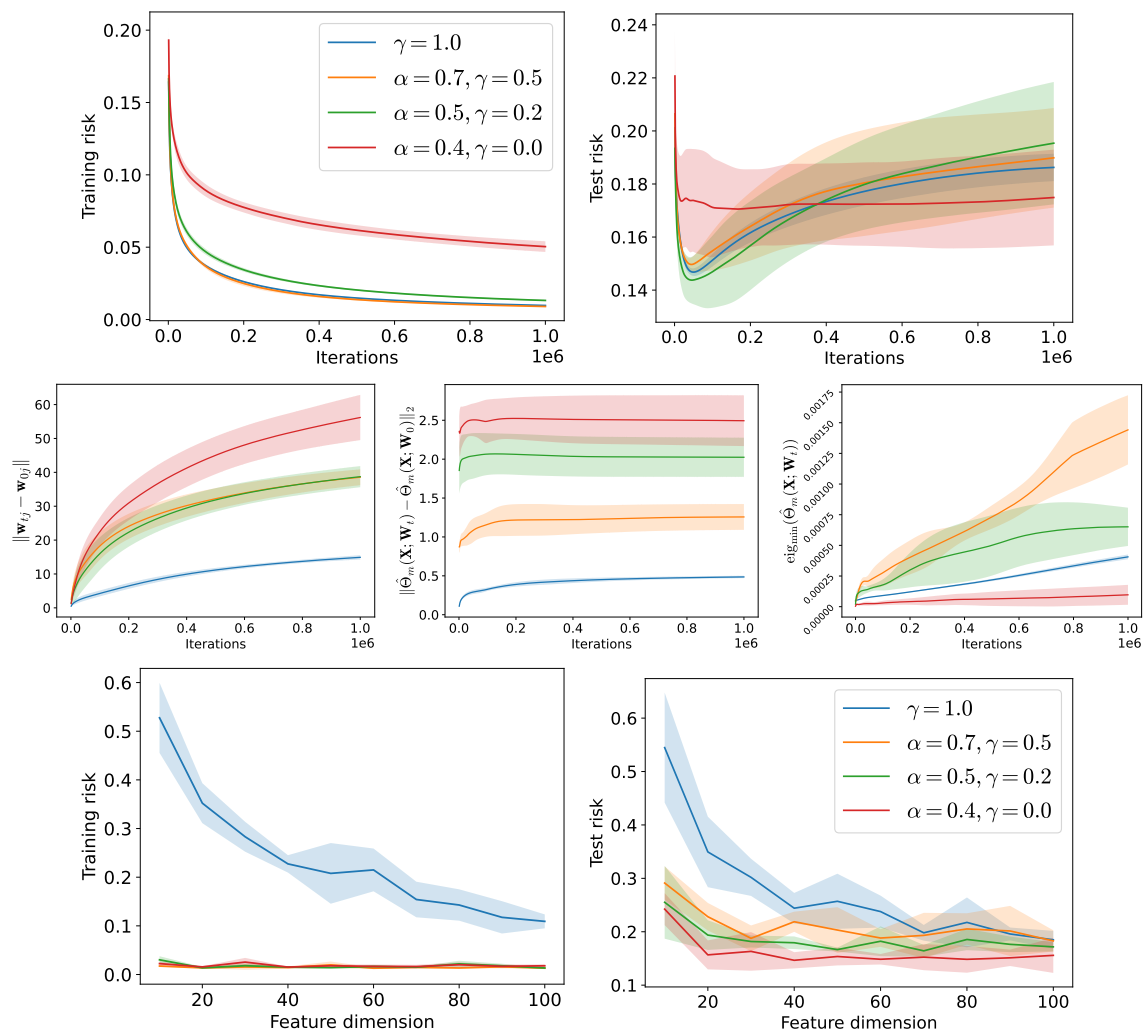 Training risk
0.20
0.15
0.10
0.05
0.00
γ = 1.0
α = 0.7, γ = 0.5
α = 0.5, γ = 0.2
α = 0.4, γ = 0.0
0.0 0.2 0.4 0.6 0.8 1.0
Iterations
1e6
Test risk
0.24
0.22
0.20
0.18
0.16
0.14
0.0 0.2 0.4 0.6 0.8 1.0
Iterations
1e6
||w_{tj} − w_{0j}||
60
50
40
30
20
10
0
0.0 0.2 0.4 0.6 0.8 1.0
Iterations
1e6
||Θ̂_m(X; W_t) − Θ̂_m(X; W_0)||_2
2.5
2.0
1.5
1.0
0.5
0.0
0.0 0.2 0.4 0.6 0.8 1.0
Iterations
1e6
eig_min(Θ̂_m(X; W_t))
0.00175
0.00150
0.00125
0.00100
0.00075
0.00050
0.00025
0.00000
0.0 0.2 0.4 0.6 0.8 1.0
Iterations
1e6
Training risk
0.6
0.5
0.4
0.3
0.2
0.1
0.0
20 40 60 80 100
Feature dimension
Test risk
0.6
0.5
0.4
0.3
0.2
0.1
γ = 1.0
α = 0.7, γ = 0.5
α = 0.5, γ = 0.2
α = 0.4, γ = 0.0
20 40 60 80 100
Feature dimension